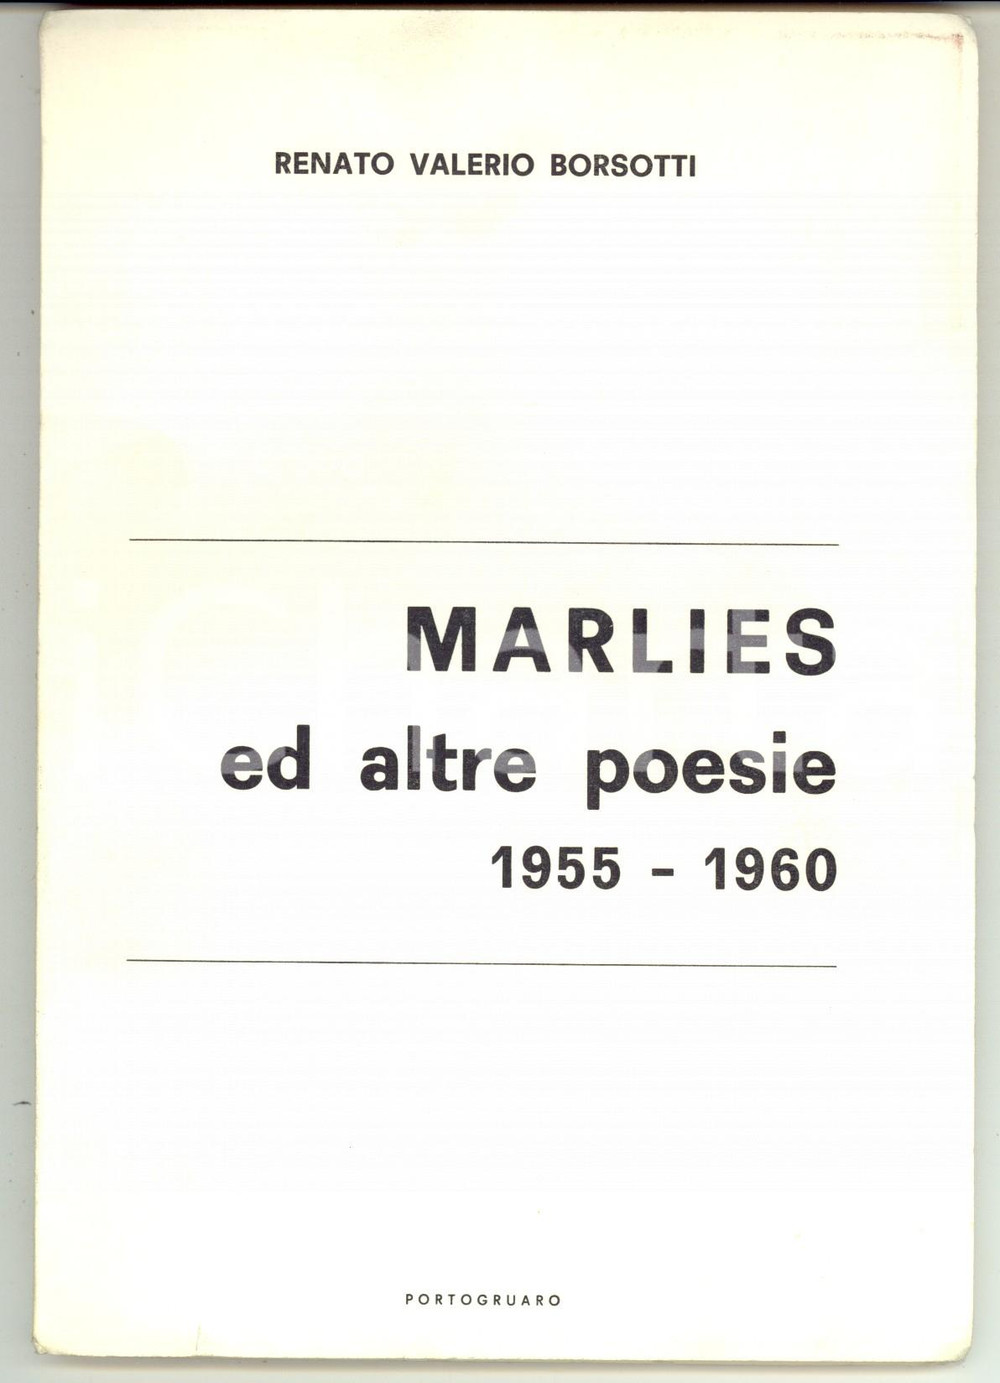 RENATO VALERIO BORSOTTI
MARLIES
ed altre poesie
1955 - 1960
PORTOGRUARO